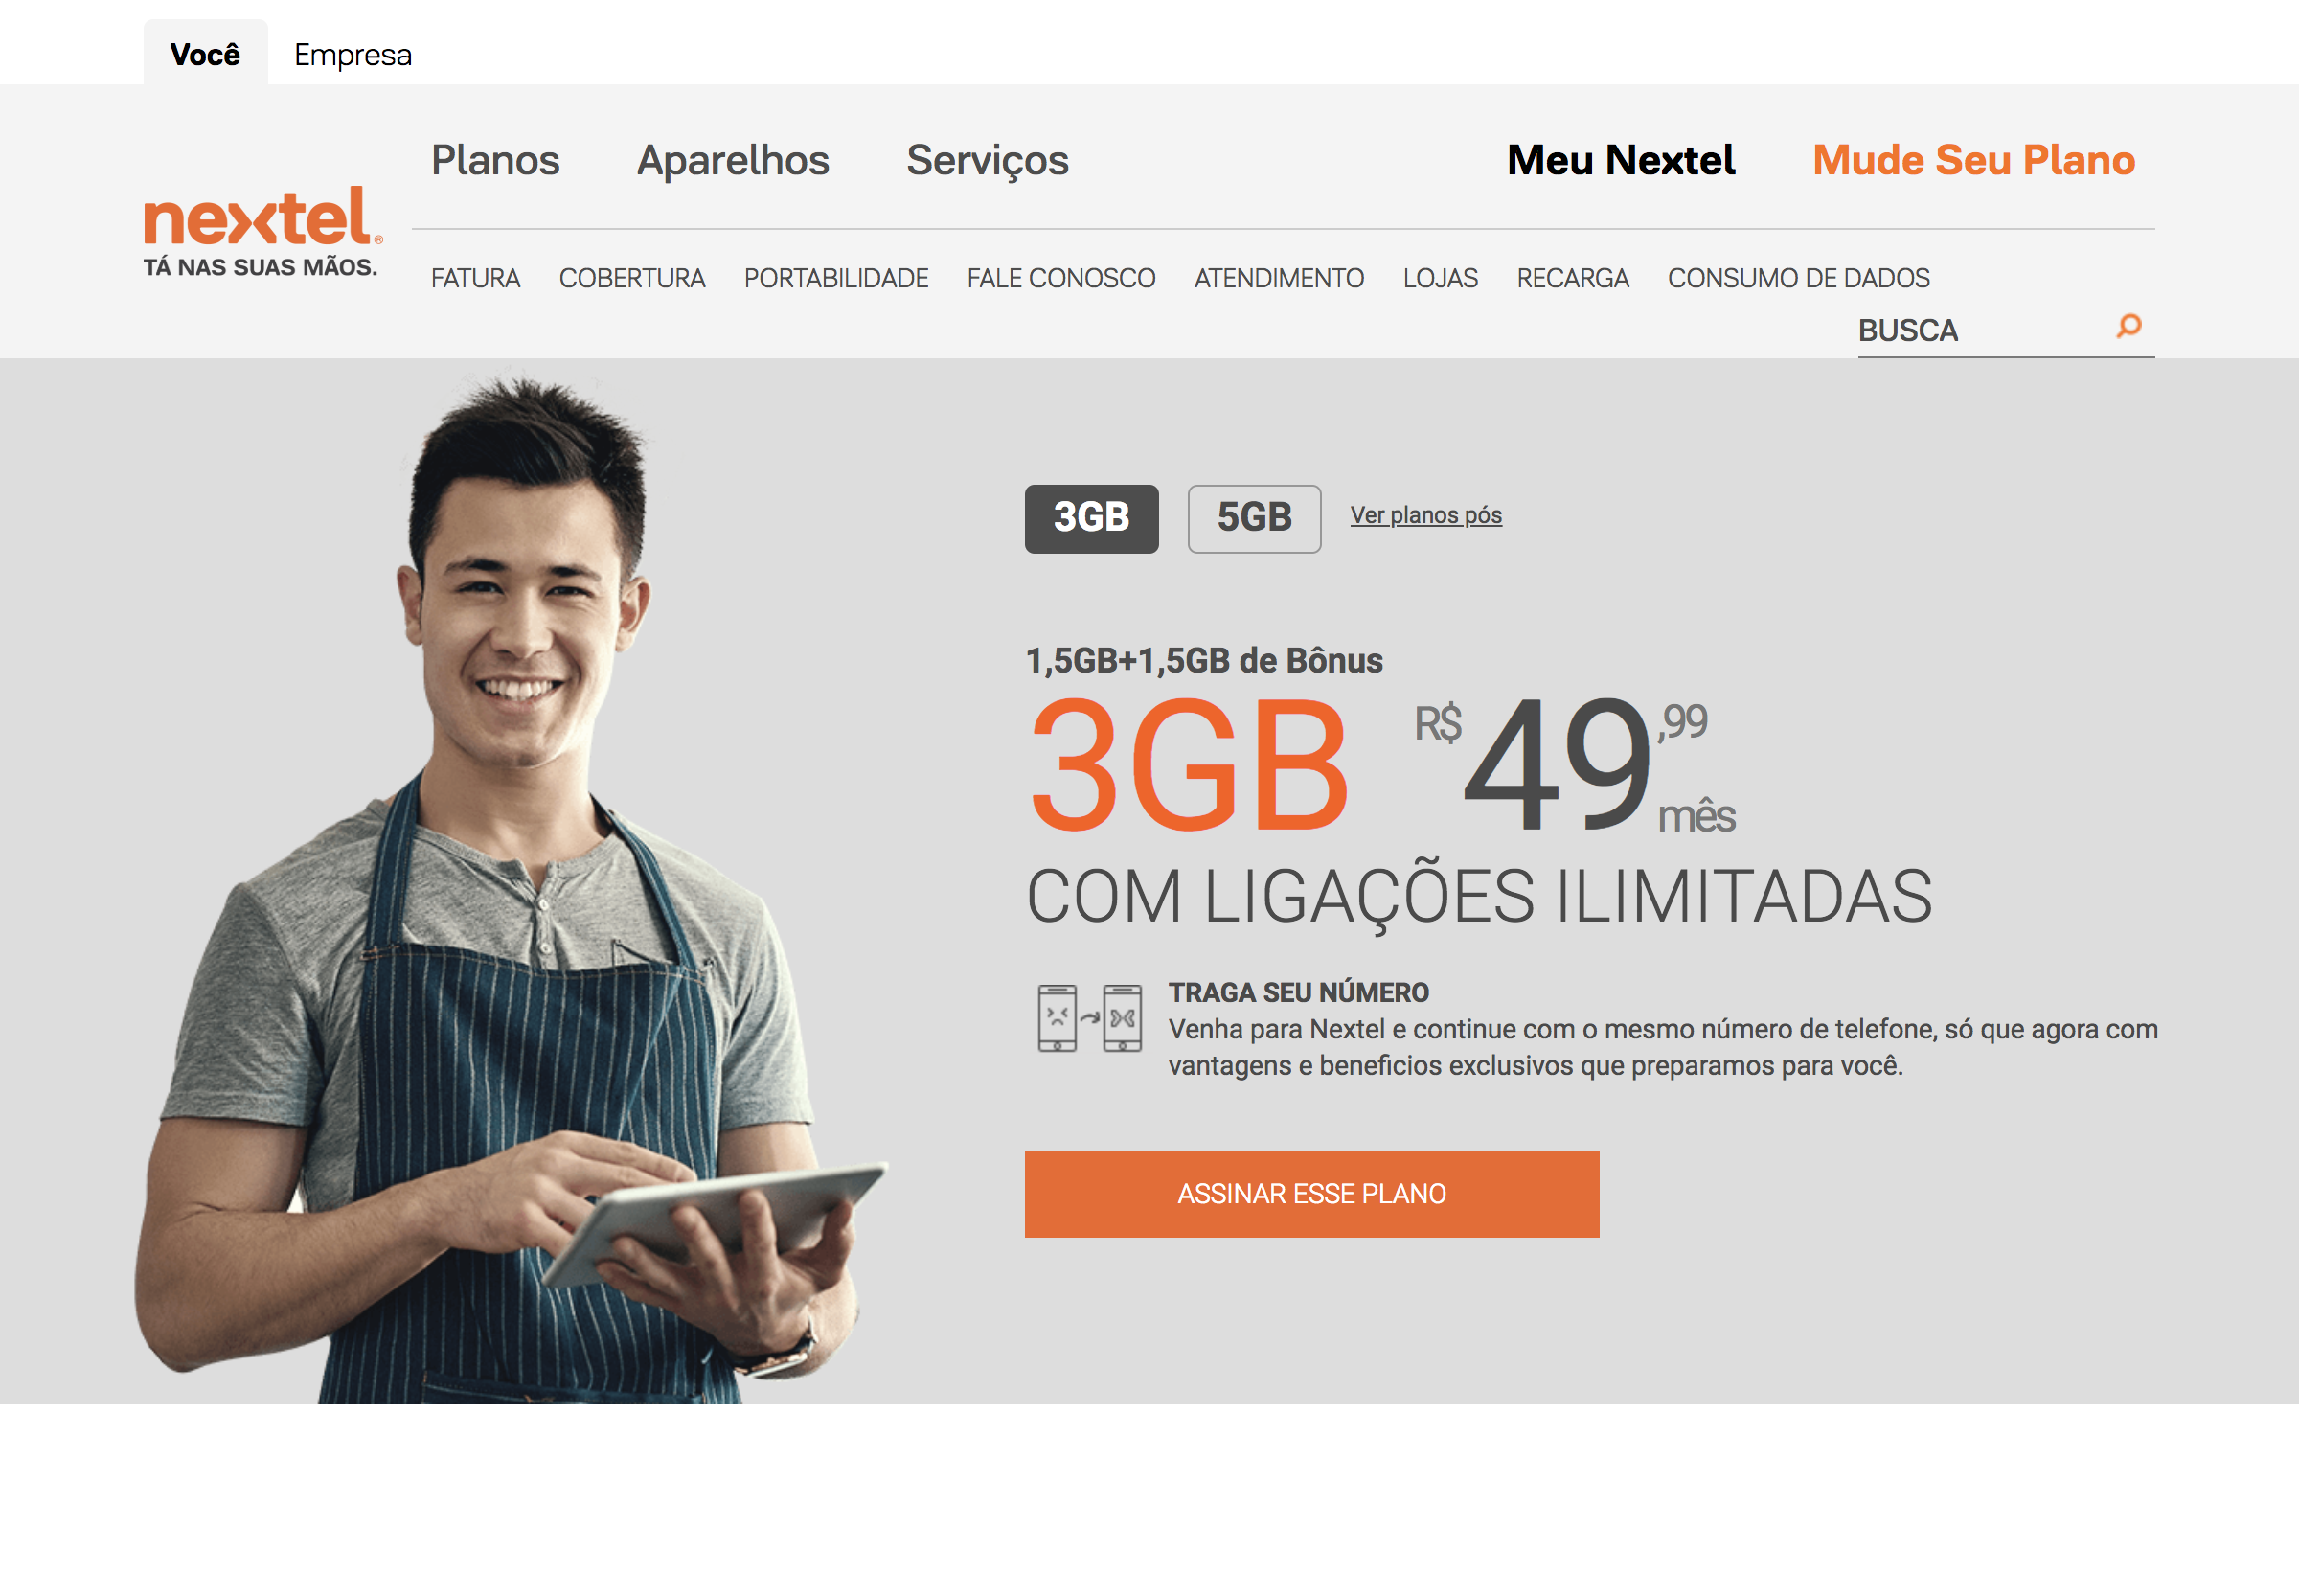 Você Empresa
Planos Aparelhos Serviços Meu Nextel Mude Seu Plano
nextel®
TÁ NAS SUAS MÃOS.
FATURA COBERTURA PORTABILIDADE FALE CONOSCO ATENDIMENTO LOJAS RECARGA CONSUMO DE DADOS
BUSCA
3GB 5GB Ver planos pós
1,5GB+1,5GB de Bônus
3GB R$49,99 mês
COM LIGAÇÕES ILIMITADAS
TRAGA SEU NÚMERO
Venha para Nextel e continue com o mesmo número de telefone, só que agora com
vantagens e beneficios exclusivos que preparamos para você.
ASSINAR ESSE PLANO